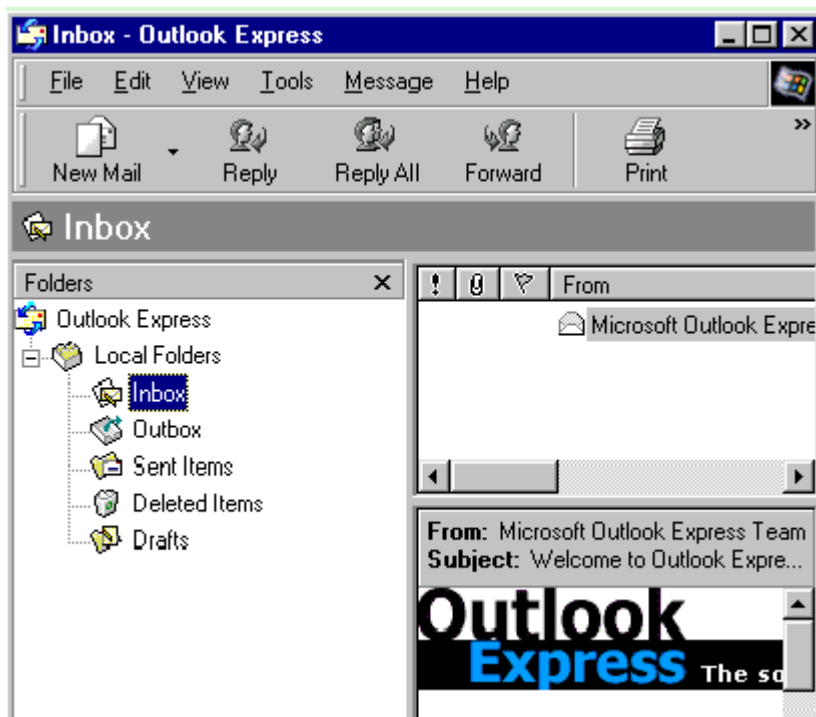 Inbox - Outlook Express
File Edit View Tools Message Help
New Mail Reply Reply All Forward Print »
Inbox
Folders
! From
Outlook Express
Microsoft Outlook Expre
Local Folders
Inbox
Outbox
Sent Items
Deleted Items
Drafts
From: Microsoft Outlook Express Team
Subject: Welcome to Outlook Expre...
Outlook
Express The so